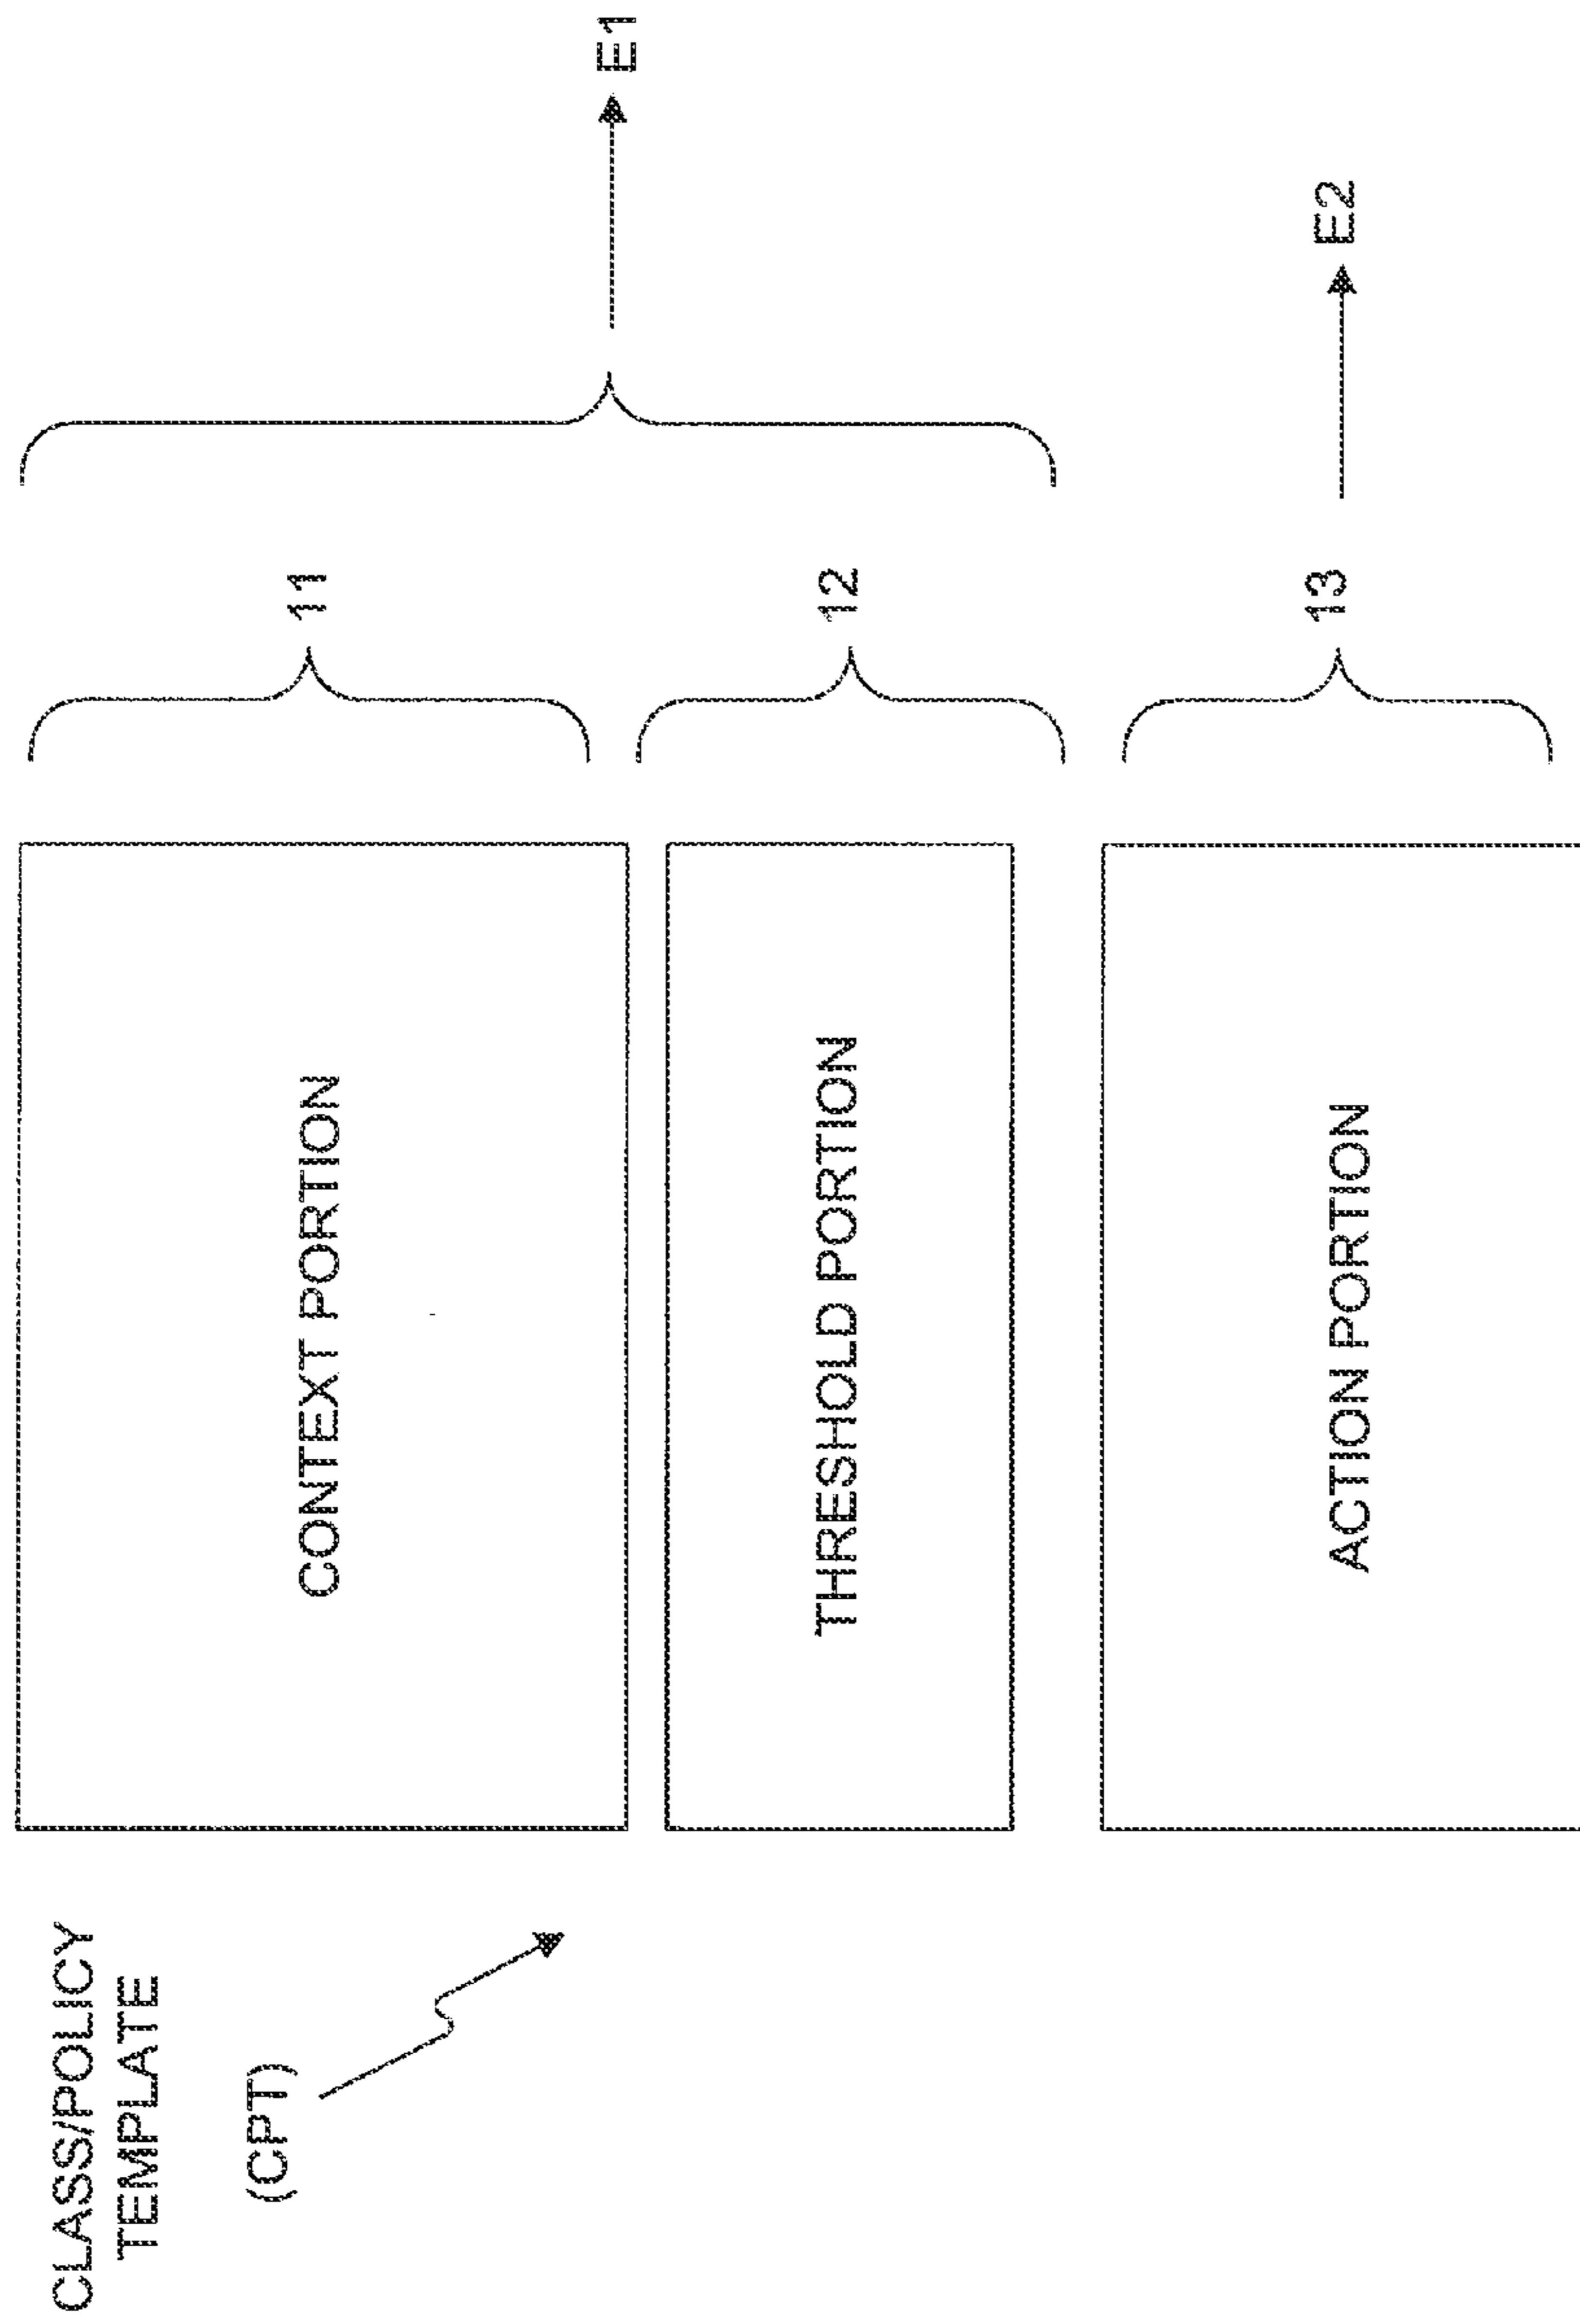 CLASS/POLICY
TEMPLATE
(CPT)
CONTEXT PORTION
11
THRESHOLD PORTION
12
E1
ACTION PORTION
13
E2